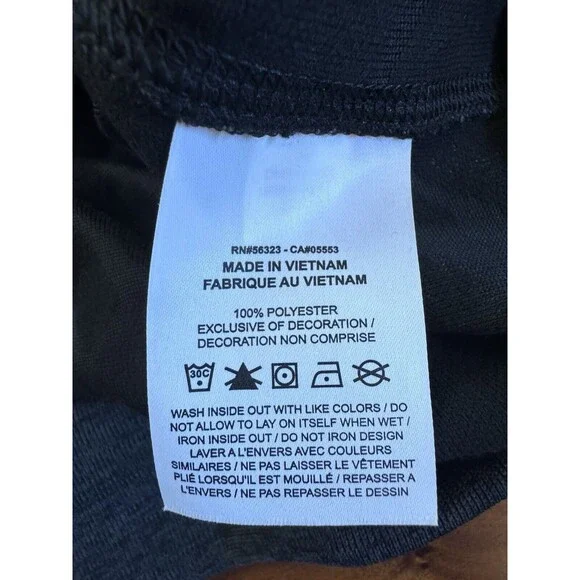 RN#56323 - CA#05553
MADE IN VIETNAM
FABRIQUE AU VIETNAM
100% POLYESTER
EXCLUSIVE OF DECORATION /
DECORATION NON COMPRISE
30C
WASH INSIDE OUT WITH LIKE COLORS / DO
NOT ALLOW TO LAY ON ITSELF WHEN WET /
IRON INSIDE OUT / DO NOT IRON DESIGN
LAVER A L'ENVERS AVEC COULEURS
SIMILAIRES / NE PAS LAISSER LE VÊTEMENT
PLIÉ LORSQU'IL EST MOUILLÉ / REPASSER A
L'ENVERS / NE PAS REPASSER LE DESSIN